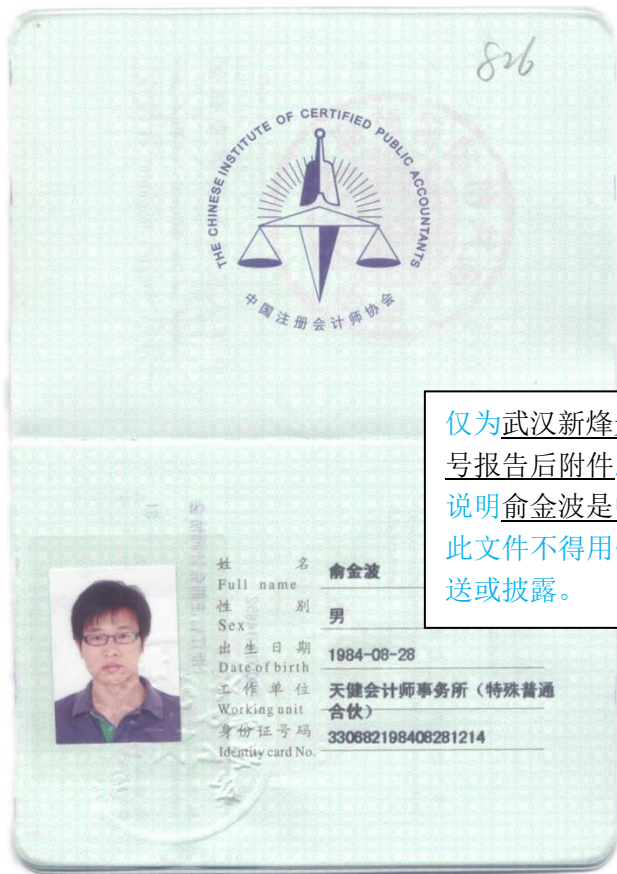 826
THE CHINESE INSTITUTE OF CERTIFIED PUBLIC ACCOUNTANTS
中国注册会计师协会
仅为武汉新烽
号报告后附件
说明俞金波是
此文件不得用
送或披露。
姓 名 俞金波
Full name
性 别 男
Sex
出生日期 1984-08-28
Date of birth
工作单位 天健会计师事务所（特殊普通
Working unit 合伙）
身份证号码 330682198408281214
Identity card No.